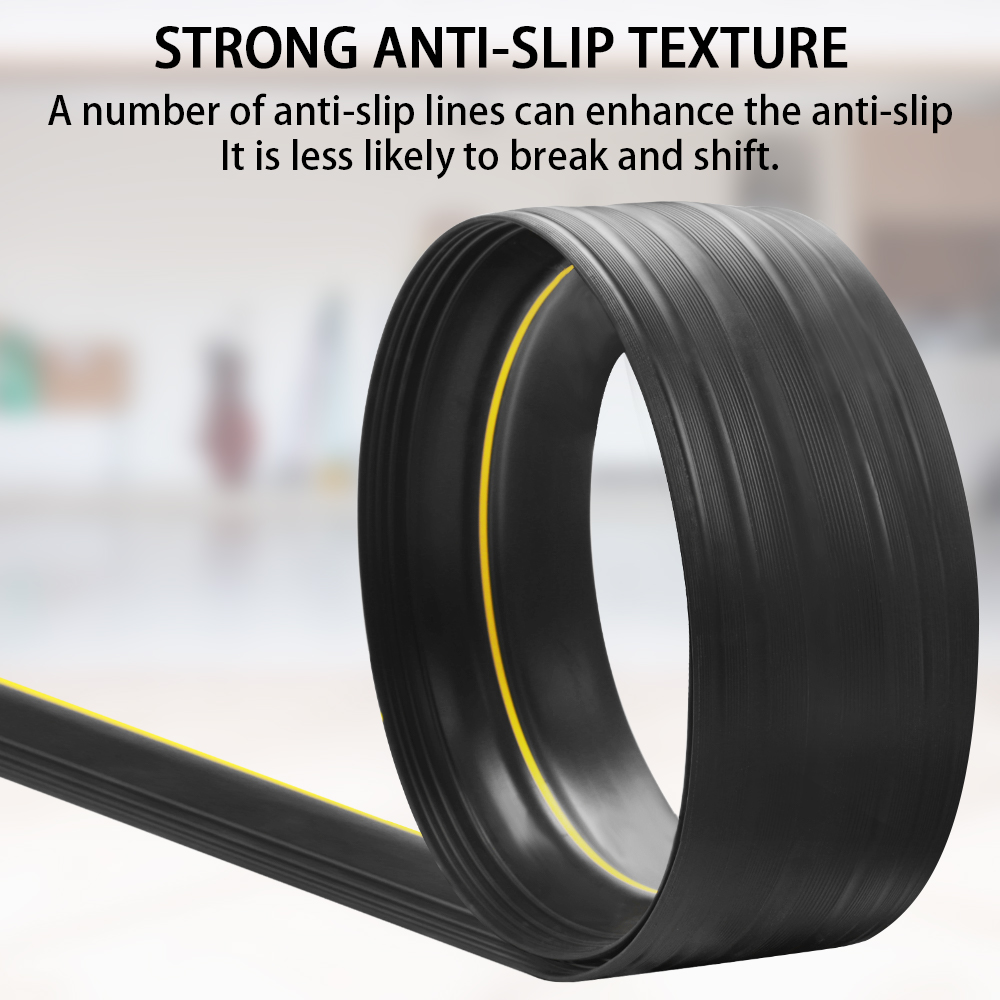 STRONG ANTI-SLIP TEXTURE
A number of anti-slip lines can enhance the anti-slip
It is less likely to break and shift.